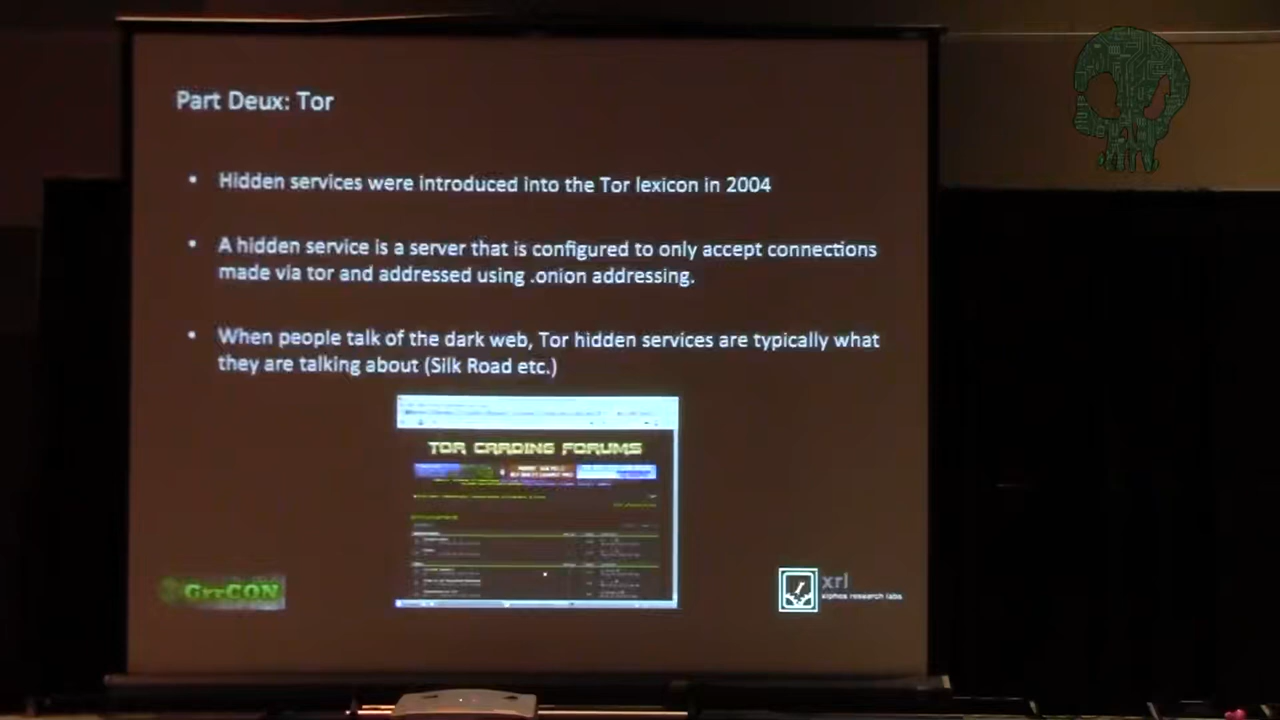 Part Deux: Tor
• Hidden services were introduced into the Tor lexicon in 2004
• A hidden service is a server that is configured to only accept connections
made via tor and addressed using .onion addressing.
• When people talk of the dark web, Tor hidden services are typically what
they are talking about (Silk Road etc.)
TOR CARDING FORUMS
GrrCON
xrl
xiphos research labs